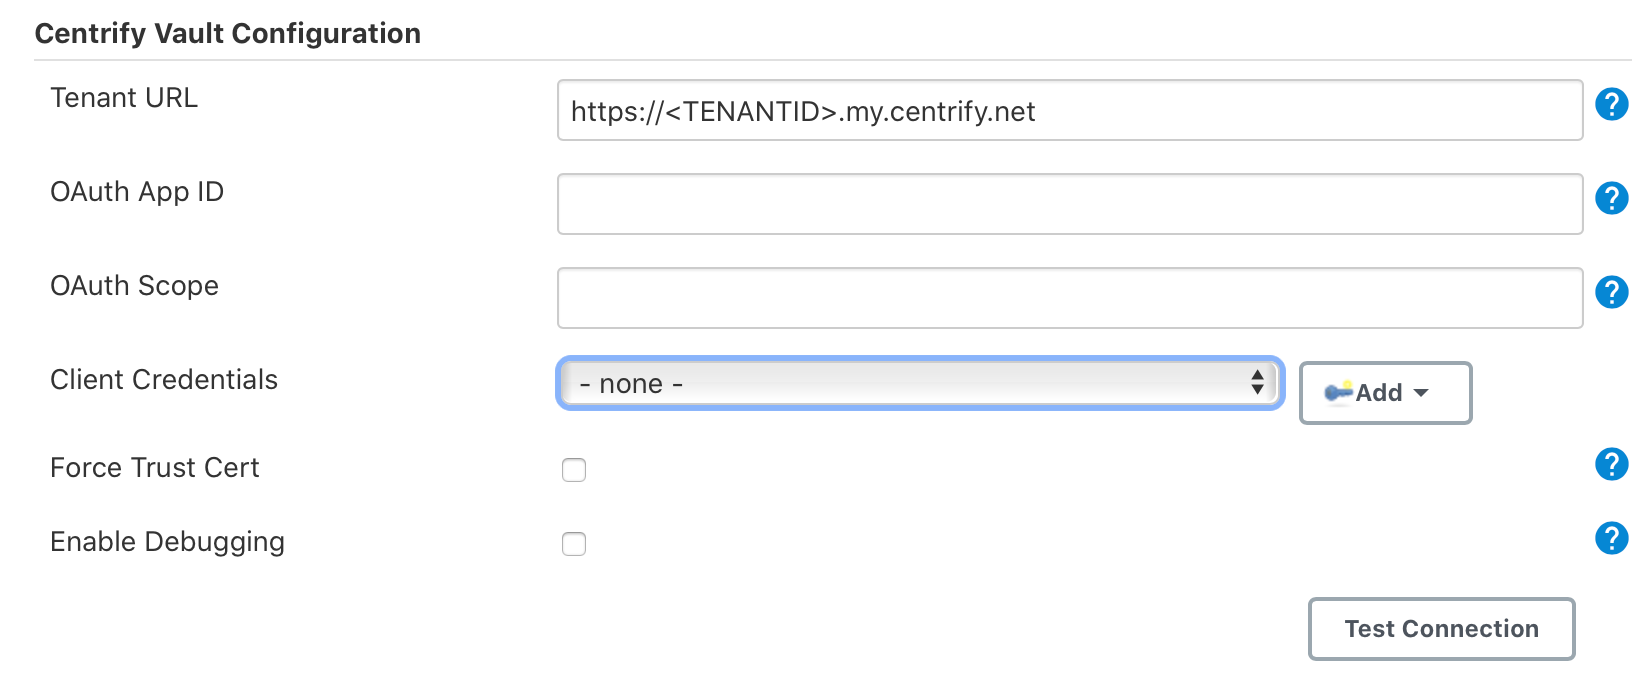 Centrify Vault Configuration
Tenant URL
https://<TENANTID>.my.centrify.net
?
OAuth App ID
?
OAuth Scope
?
Client Credentials
- none -
Add
Force Trust Cert
?
Enable Debugging
?
Test Connection